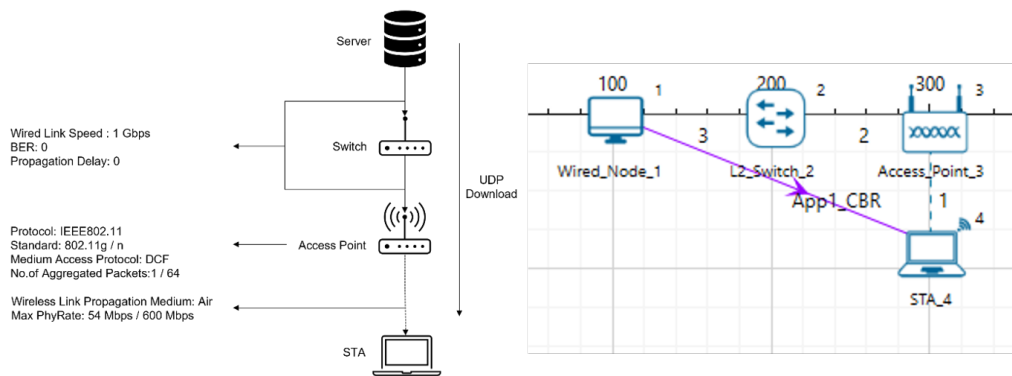 Server
Wired Link Speed : 1 Gbps
BER: 0
Propagation Delay: 0
Switch
UDP
Download
Protocol: IEEE802.11
Standard: 802.11g / n
Medium Access Protocol: DCF
No.of Aggregated Packets:1 / 64
Access Point
Wireless Link Propagation Medium: Air
Max PhyRate: 54 Mbps / 600 Mbps
STA
100 200 300
1 2 3
3 2
Wired_Node_1 L2_Switch_2 Access_Point_3
App1_CBR
1
4
STA_4